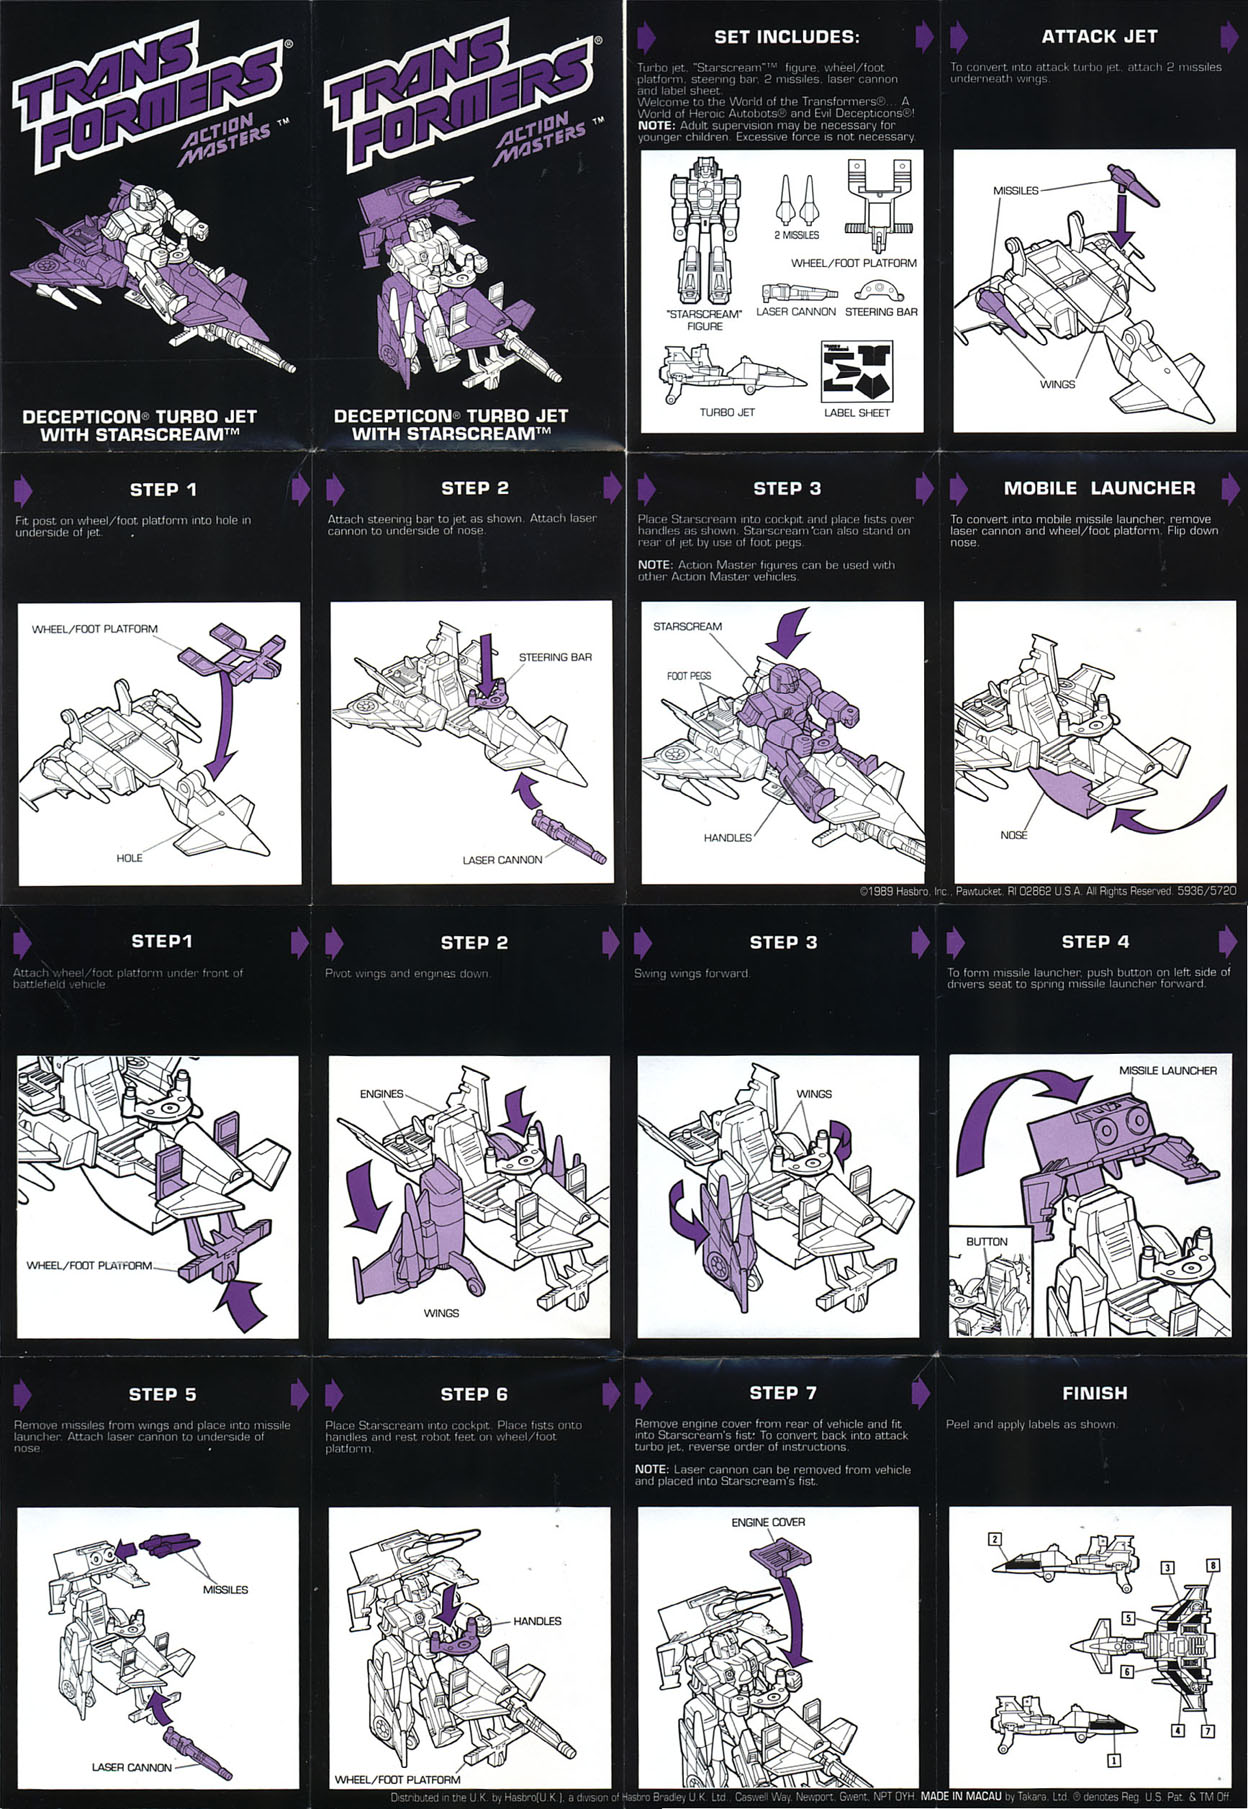 TRANS
FORMERS®
ACTION
MASTERS™
DECEPTICON® TURBO JET
WITH STARSCREAM™
TRANS
FORMERS®
ACTION
MASTERS™
DECEPTICON® TURBO JET
WITH STARSCREAM™
SET INCLUDES:
Turbo jet, "Starscream"™ figure, wheel/foot
platform, steering bar, 2 missiles, laser cannon
and label sheet.
Welcome to the World of the Transformers®... A
World of Heroic Autobots® and Evil Decepticons®!
NOTE: Adult supervision may be necessary for
younger children. Excessive force is not necessary.
2 MISSILES
WHEEL/FOOT PLATFORM
"STARSCREAM"
FIGURE
LASER CANNON
STEERING BAR
TURBO JET
LABEL SHEET
ATTACK JET
To convert into attack turbo jet, attach 2 missiles
underneath wings.
MISSILES
WINGS
STEP 1
Fit post on wheel/foot platform into hole in
underside of jet.
WHEEL/FOOT PLATFORM
HOLE
STEP 2
Attach steering bar to jet as shown. Attach laser
cannon to underside of nose.
STEERING BAR
LASER CANNON
STEP 3
Place Starscream into cockpit and place fists over
handles as shown. Starscream can also stand on
rear of jet by use of foot pegs.
NOTE: Action Master figures can be used with
other Action Master vehicles.
STARSCREAM
FOOT PEGS
HANDLES
MOBILE LAUNCHER
To convert into mobile missile launcher, remove
laser cannon and wheel/foot platform. Flip down
nose.
NOSE
©1989 Hasbro, Inc., Pawtucket, RI 02862 U.S.A. All Rights Reserved. 5936/5720
STEP1
Attach wheel/foot platform under front of
battlefield vehicle.
WHEEL/FOOT PLATFORM
STEP 2
Pivot wings and engines down.
ENGINES
WINGS
STEP 3
Swing wings forward.
WINGS
STEP 4
To form missile launcher, push button on left side of
drivers seat to spring missile launcher forward.
MISSILE LAUNCHER
BUTTON
STEP 5
Remove missiles from wings and place into missile
launcher. Attach laser cannon to underside of
nose.
MISSILES
LASER CANNON
STEP 6
Place Starscream into cockpit. Place fists onto
handles and rest robot feet on wheel/foot
platform.
HANDLES
WHEEL/FOOT PLATFORM
STEP 7
Remove engine cover from rear of vehicle and fit
into Starscream's fist. To convert back into attack
turbo jet, reverse order of instructions.
NOTE: Laser cannon can be removed from vehicle
and placed into Starscream's fist.
ENGINE COVER
FINISH
Peel and apply labels as shown.
2
3
8
5
6
4
7
1
Distributed in the U.K. by Hasbro(U.K.), a division of Hasbro Bradley U.K. Ltd., Caswell Way, Newport, Gwent, NPT 0YH. MADE IN MACAU by Takara, Ltd. ® denotes Reg. U.S. Pat. & TM Off.